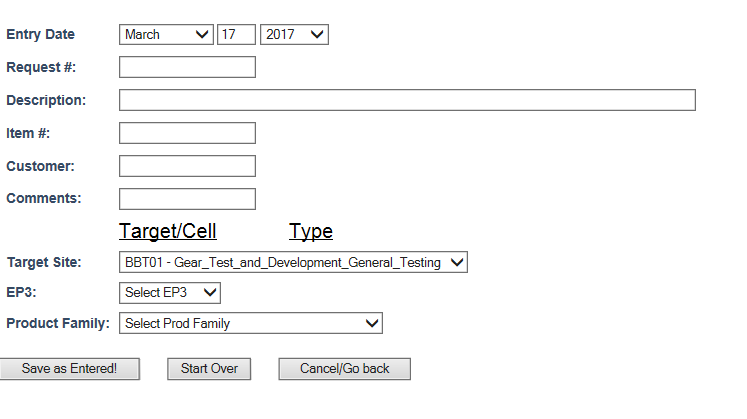 Entry Date March 17 2017
Request #:
Description:
Item #:
Customer:
Comments:
Target/Cell Type
Target Site: BBT01 - Gear_Test_and_Development_General_Testing
EP3: Select EP3
Product Family: Select Prod Family
Save as Entered! Start Over Cancel/Go back